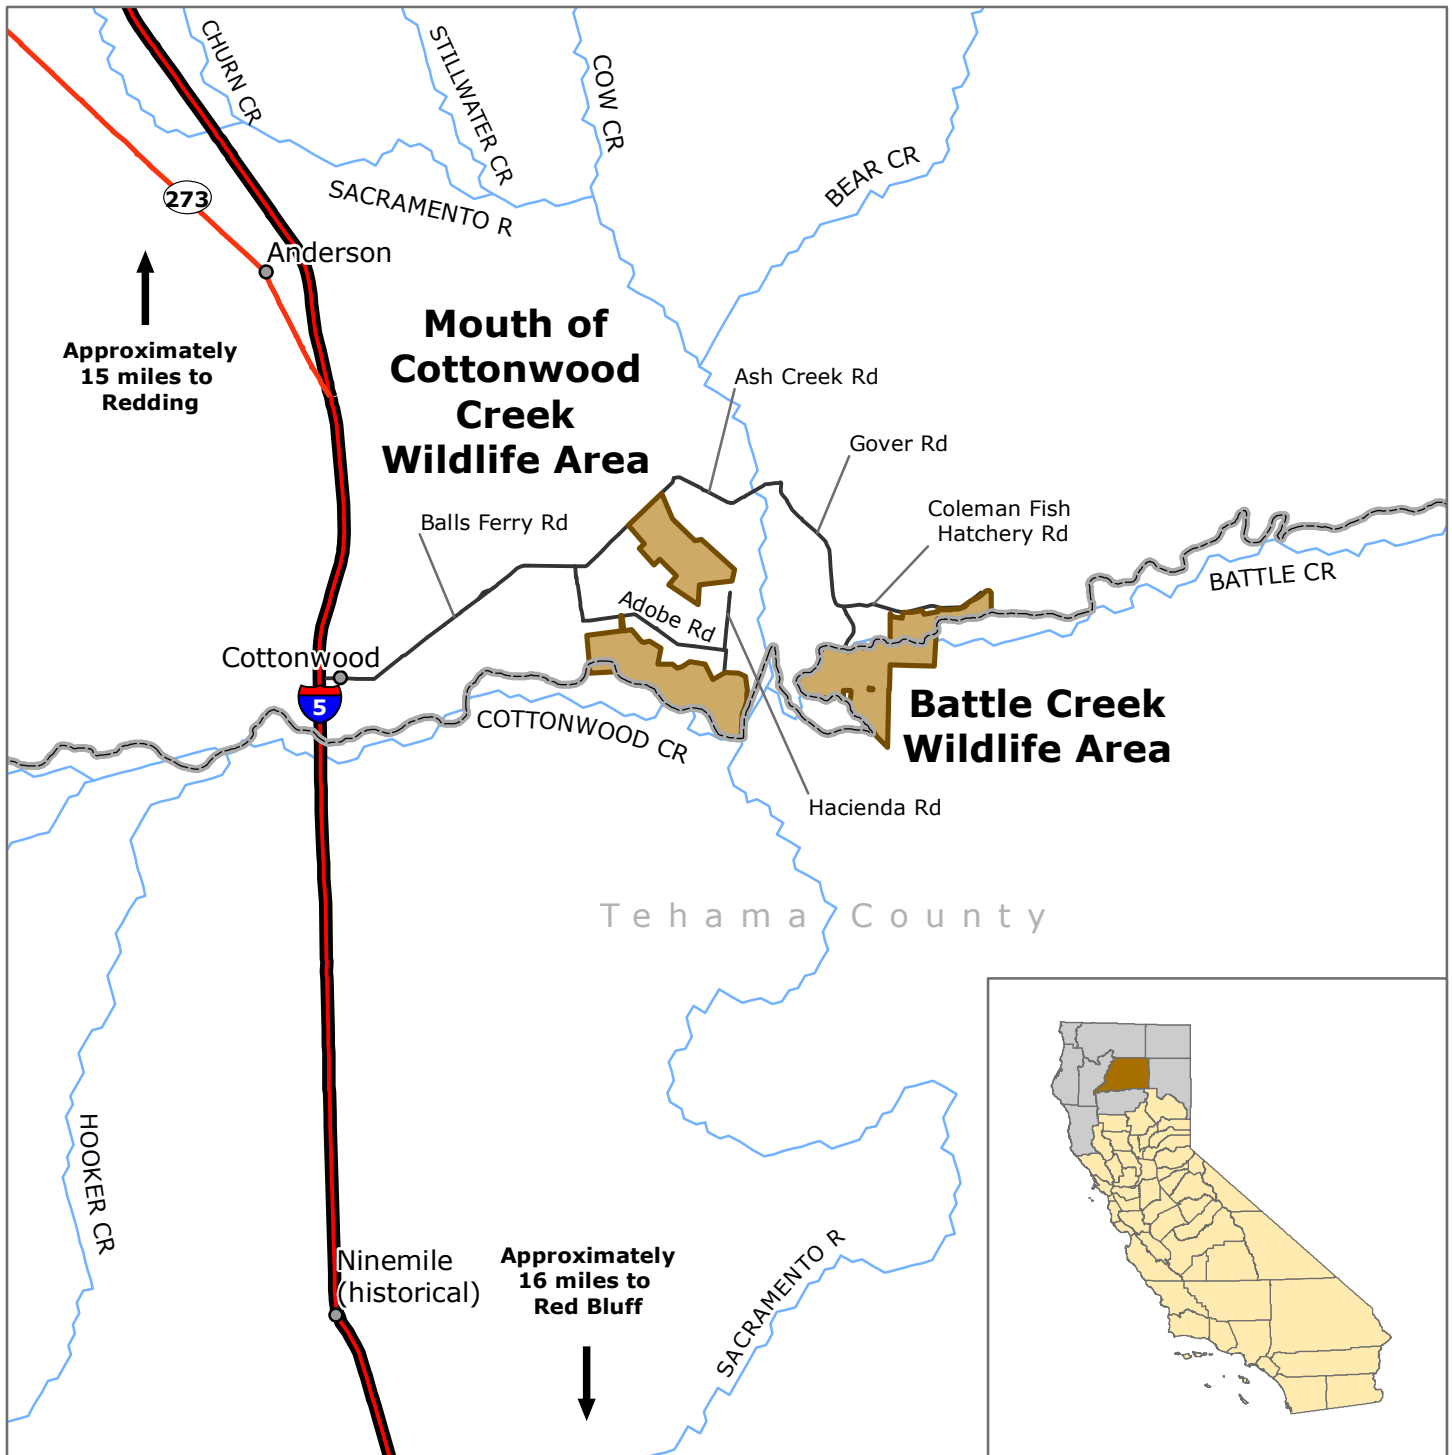 CHURN CR
STILLWATER CR
COW CR
BEAR CR
SACRAMENTO R
273
Anderson
Approximately
15 miles to
Redding
Mouth of
Cottonwood
Creek
Wildlife Area
Ash Creek Rd
Gover Rd
Balls Ferry Rd
Coleman Fish
Hatchery Rd
BATTLE CR
Adobe Rd
Cottonwood
5
COTTONWOOD CR
Battle Creek
Wildlife Area
Hacienda Rd
Tehama County
HOOKER CR
Ninemile
(historical)
Approximately
16 miles to
Red Bluff
SACRAMENTO R